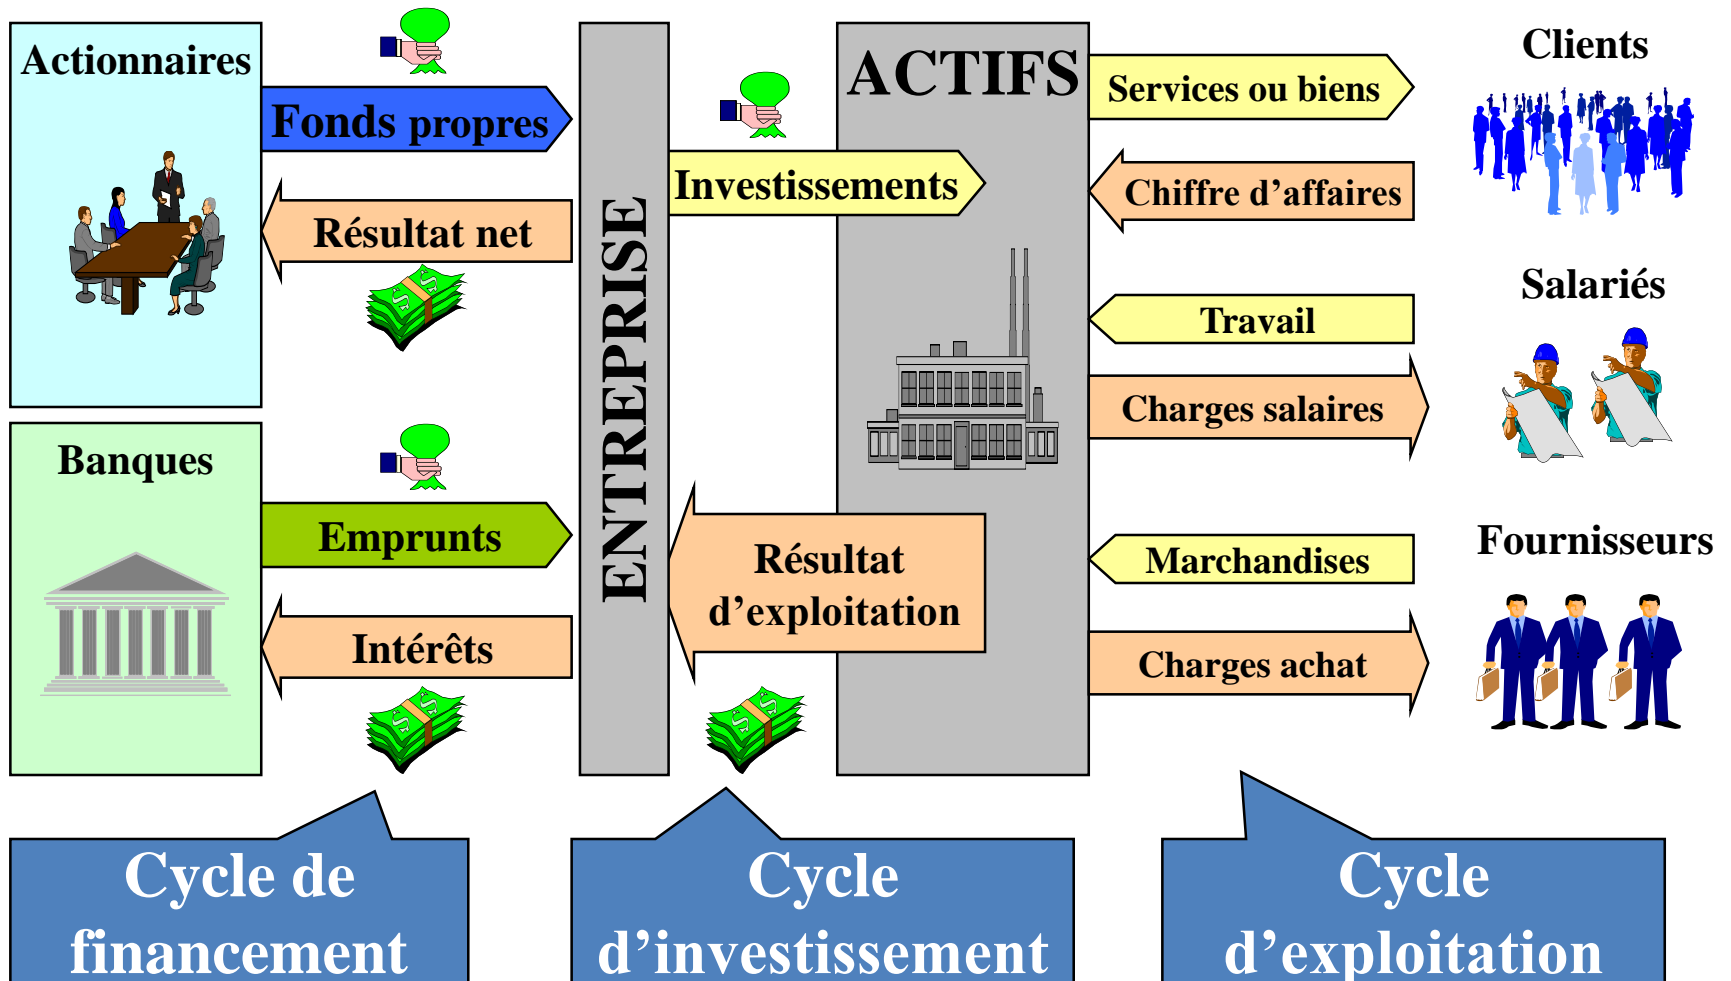 Actionnaires
Fonds propres
Résultat net
Banques
Emprunts
Intérêts
ENTREPRISE
Investissements
Résultat
d’exploitation
ACTIFS
Services ou biens
Chiffre d’affaires
Travail
Charges salaires
Marchandises
Charges achat
Clients
Salariés
Fournisseurs
Cycle de
financement
Cycle
d’investissement
Cycle
d’exploitation